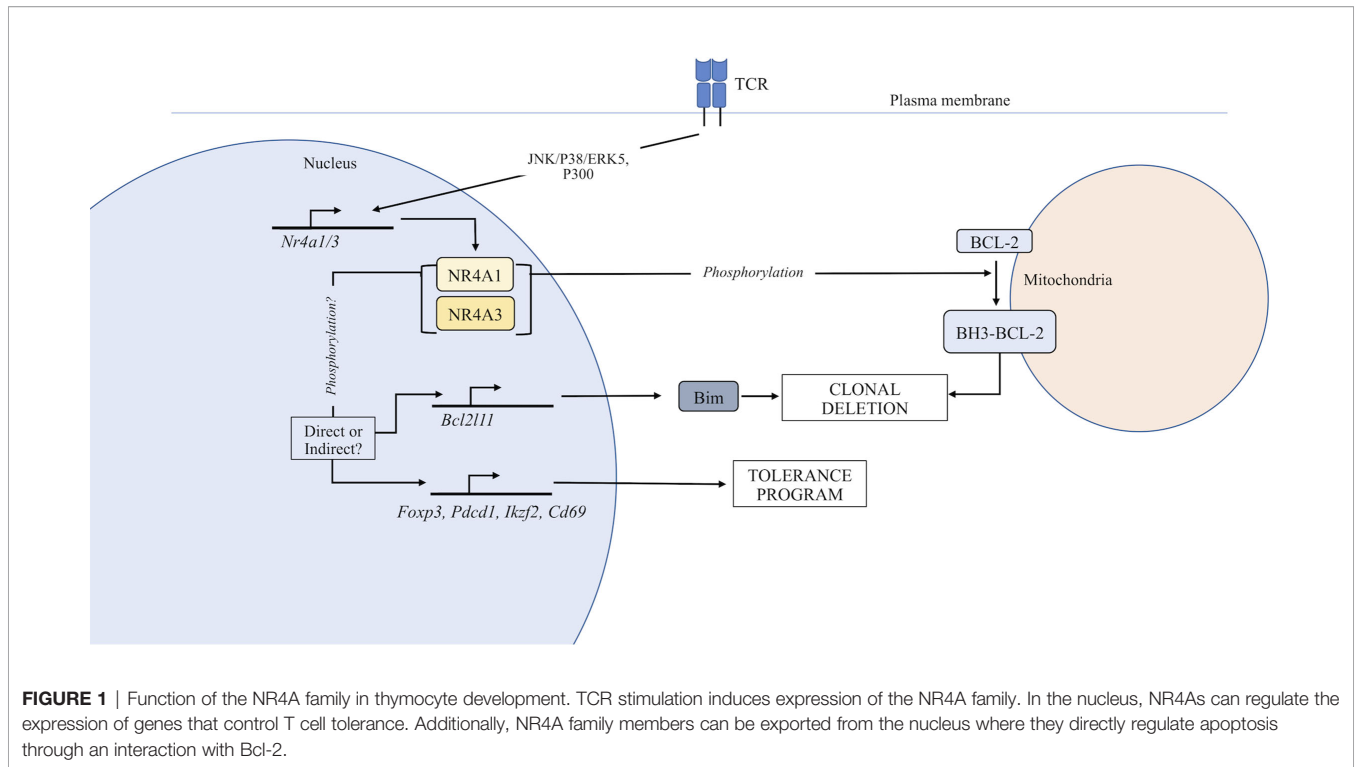 TCR
Plasma membrane
Nucleus
JNK/P38/ERK5,
P300
Nr4a1/3
BCL-2
NR4A1
Phosphorylation
Mitochondria
NR4A3
Phosphorylation?
BH3-BCL-2
Bcl2l11
Bim
CLONAL
DELETION
Direct or
Indirect?
TOLERANCE
PROGRAM
Foxp3, Pdcd1, Ikzf2, Cd69
FIGURE 1 | Function of the NR4A family in thymocyte development. TCR stimulation induces expression of the NR4A family. In the nucleus, NR4As can regulate the
expression of genes that control T cell tolerance. Additionally, NR4A family members can be exported from the nucleus where they directly regulate apoptosis
through an interaction with Bcl-2.